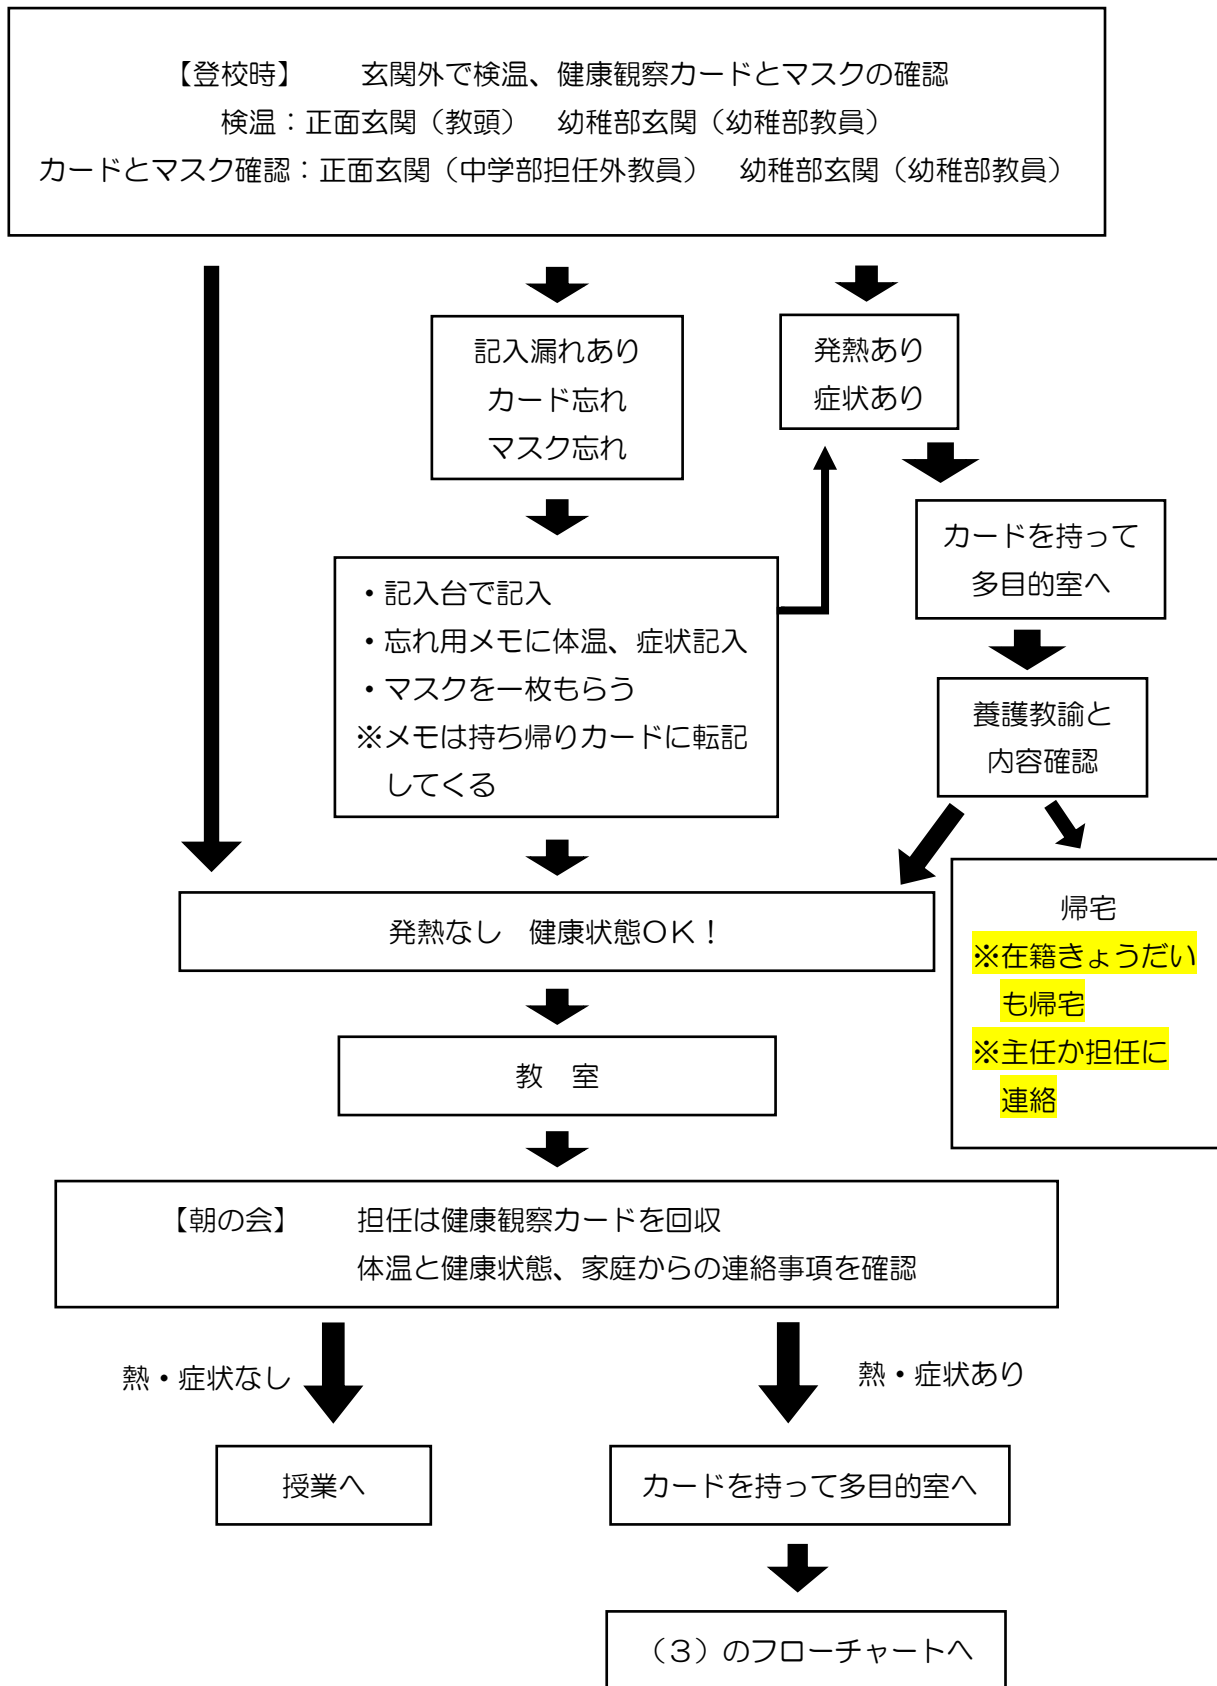 【登校時】　　玄関外で検温、健康観察カードとマスクの確認
検温：正面玄関（教頭）　幼稚部玄関（幼稚部教員）
カードとマスク確認：正面玄関（中学部担任外教員）　幼稚部玄関（幼稚部教員）
記入漏れあり
カード忘れ
マスク忘れ
発熱あり
症状あり
・記入台で記入
・忘れ用メモに体温、症状記入
・マスクを一枚もらう
※メモは持ち帰りカードに転記
してくる
カードを持って
多目的室へ
養護教諭と
内容確認
帰宅
※在籍きょうだい
も帰宅
※主任か担任に
連絡
発熱なし　健康状態ＯＫ！
教　室
【朝の会】　　担任は健康観察カードを回収
体温と健康状態、家庭からの連絡事項を確認
熱・症状なし
熱・症状あり
授業へ
カードを持って多目的室へ
（３）のフローチャートへ